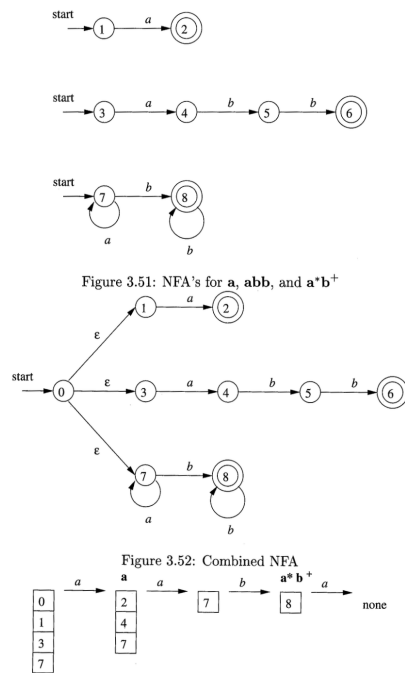 start
1 a 2
start
3 a 4 b 5 b 6
start
7 b 8
a
b
Figure 3.51: NFA's for a, abb, and a*b+
1 a 2
ε
start
0 ε 3 a 4 b 5 b 6
ε
7 b 8
a
b
Figure 3.52: Combined NFA
a a a b a*b+ a
0 2 7 8 none
1 4
3 7
7